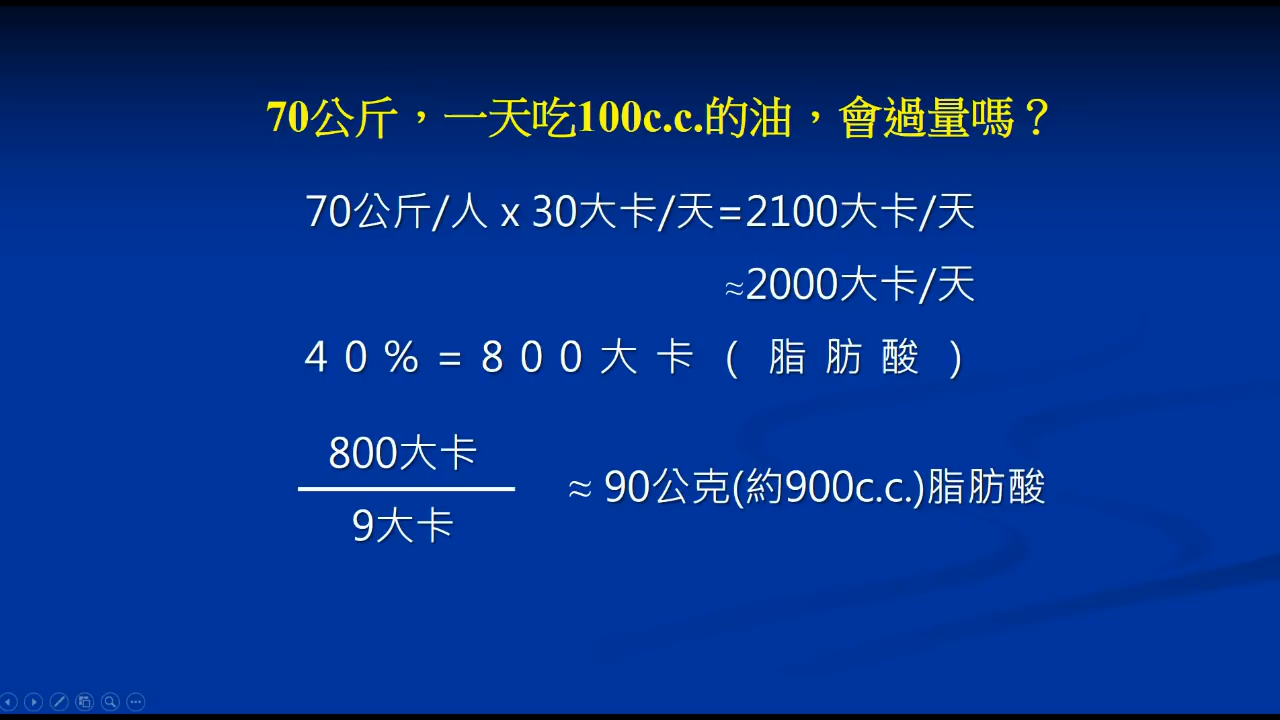 70公斤，一天吃100c.c.的油，會過量嗎？
70公斤/人 x 30大卡/天=2100大卡/天
≈2000大卡/天
40%=800大卡(脂肪酸)
800大卡
9大卡
≈ 90公克(約900c.c.)脂肪酸